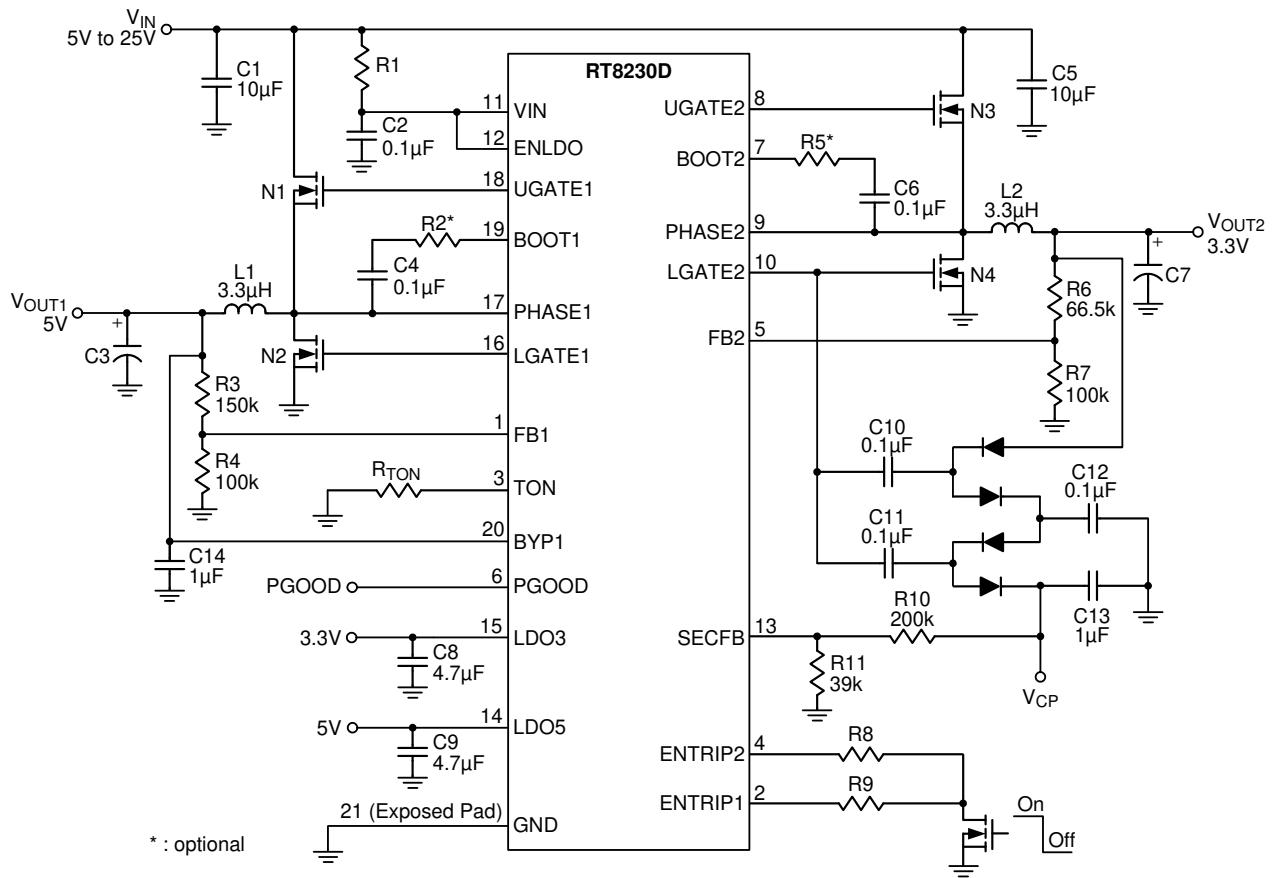 V_IN
5V to 25V
C1
10µF
R1
C2
0.1µF
RT8230D
11 VIN
12 ENLDO
N1
18 UGATE1
R2*
19 BOOT1
C4
0.1µF
L1
3.3µH
V_OUT1
5V
17 PHASE1
C3
+
N2
16 LGATE1
R3
150k
1 FB1
R4
100k
R_TON
3 TON
20 BYP1
C14
1µF
PGOOD
6 PGOOD
3.3V
15 LDO3
C8
4.7µF
5V
14 LDO5
C9
4.7µF
21 (Exposed Pad) GND
* : optional
UGATE2 8
N3
C5
10µF
BOOT2 7
R5*
C6
0.1µF
L2
3.3µH
PHASE2 9
V_OUT2
3.3V
+
C7
LGATE2 10
N4
R6
66.5k
FB2 5
R7
100k
C10
0.1µF
C12
0.1µF
C11
0.1µF
C13
1µF
R10
200k
SECFB 13
R11
39k
V_CP
ENTRIP2 4
R8
ENTRIP1 2
R9
On
Off